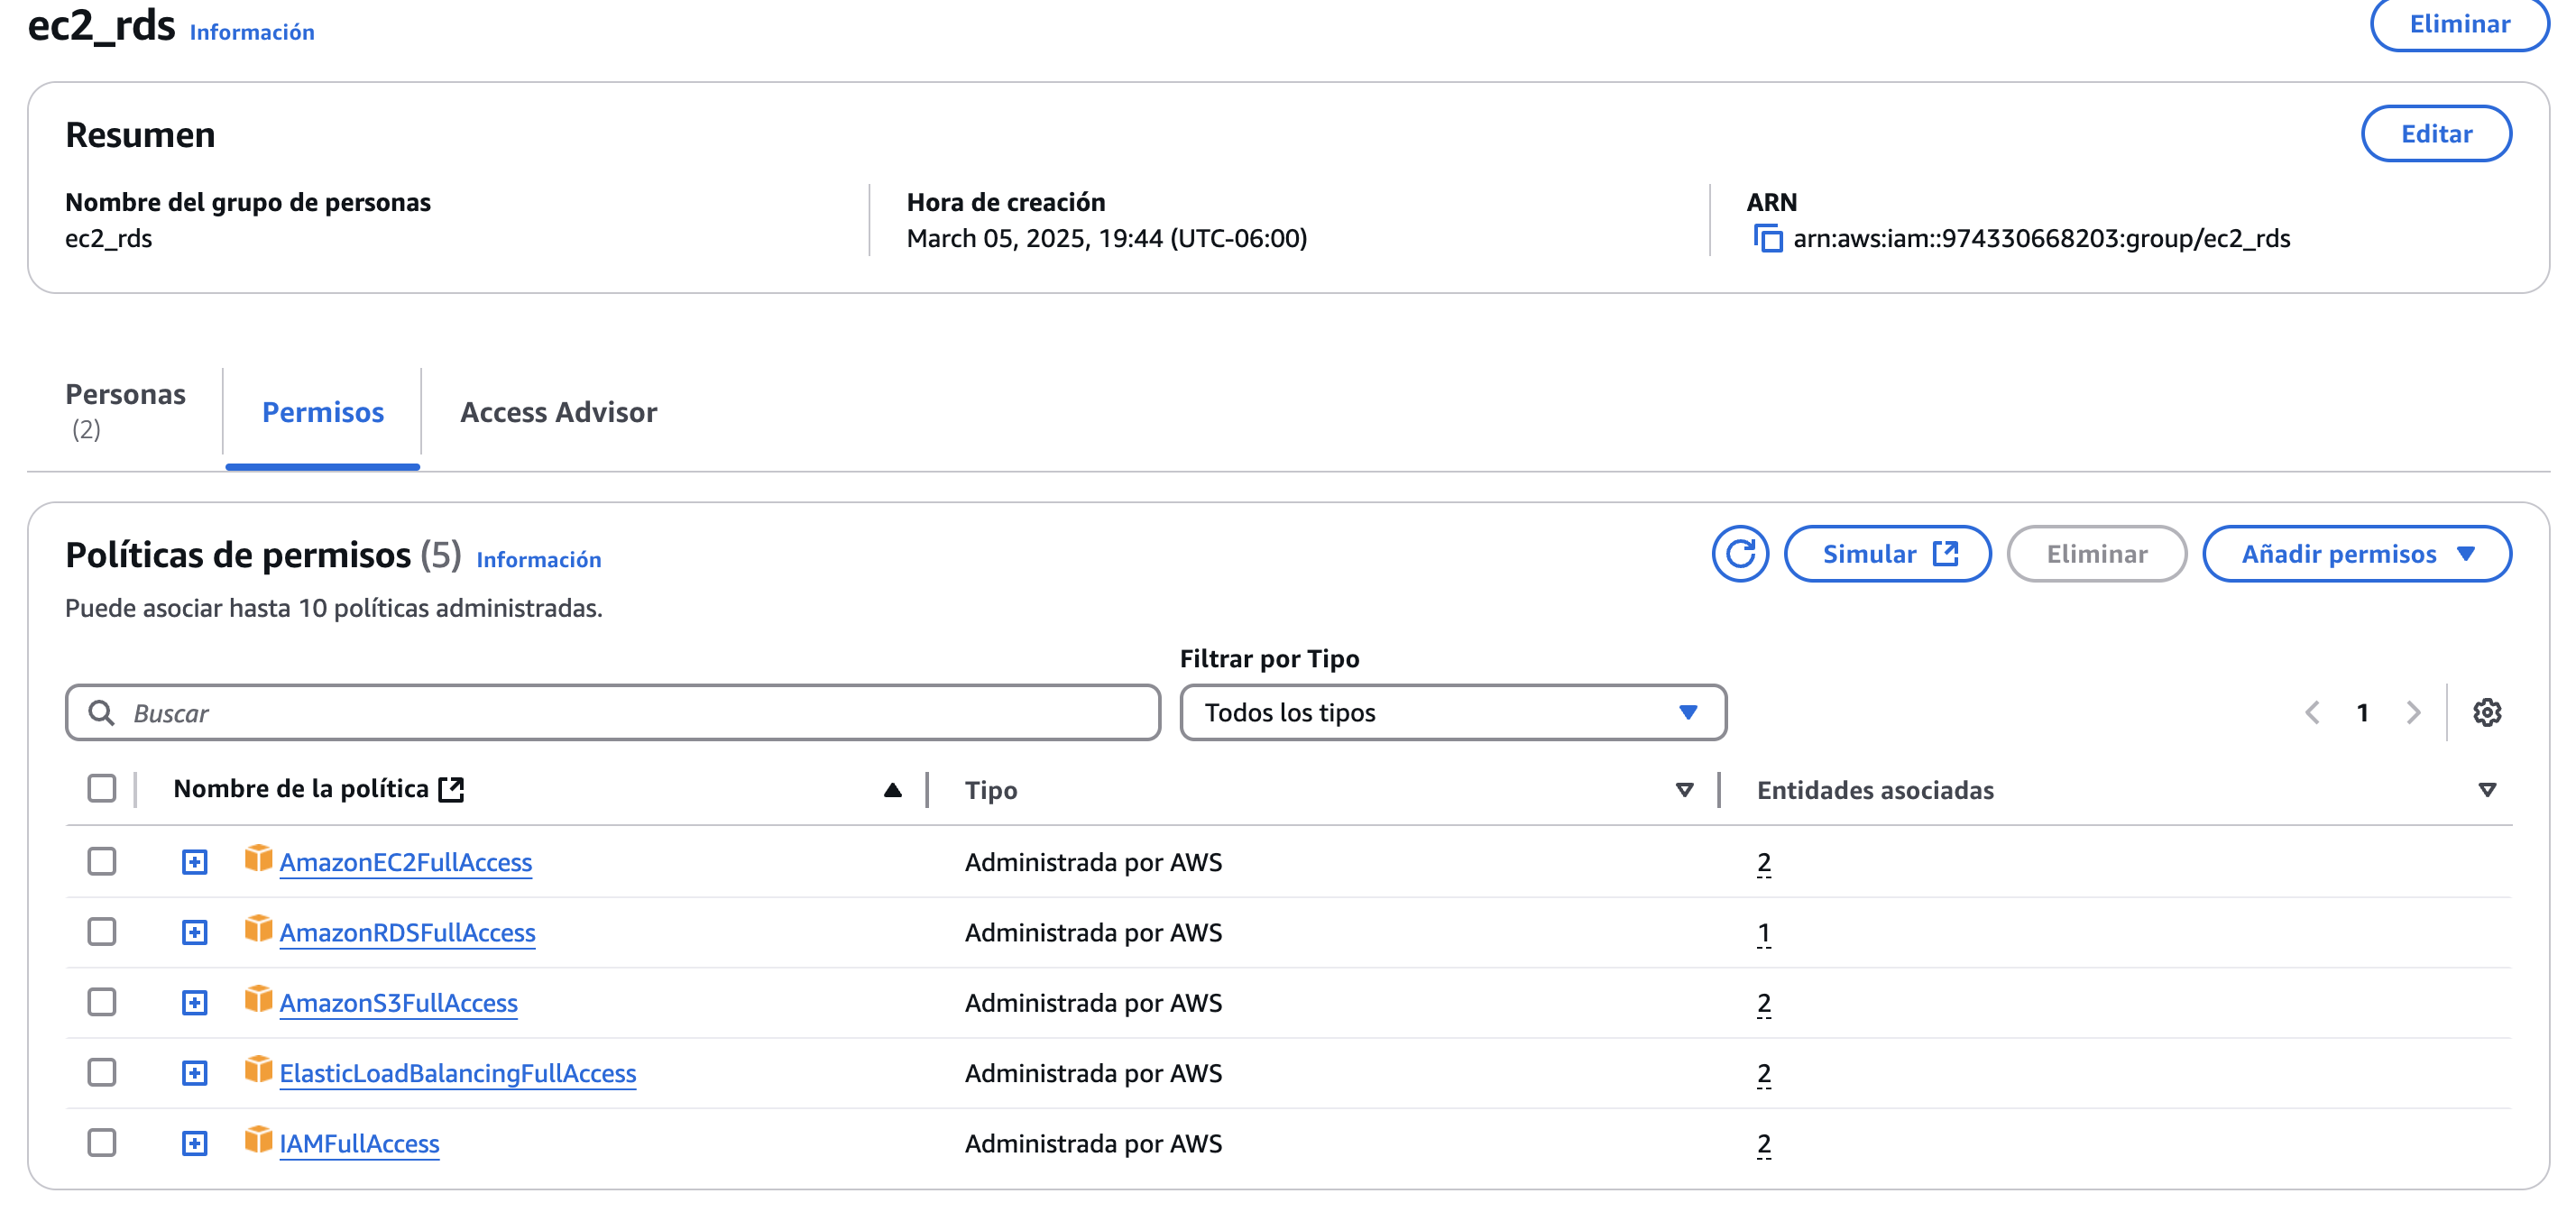 ec2_rds Información
Eliminar
Resumen
Editar
Nombre del grupo de personas
ec2_rds
Hora de creación
March 05, 2025, 19:44 (UTC-06:00)
ARN
arn:aws:iam::974330668203:group/ec2_rds
Personas
(2)
Permisos
Access Advisor
Políticas de permisos (5) Información
Simular
Eliminar
Añadir permisos
Puede asociar hasta 10 políticas administradas.
Filtrar por Tipo
Buscar
Todos los tipos
1
Nombre de la política Tipo Entidades asociadas
AmazonEC2FullAccess Administrada por AWS 2
AmazonRDSFullAccess Administrada por AWS 1
AmazonS3FullAccess Administrada por AWS 2
ElasticLoadBalancingFullAccess Administrada por AWS 2
IAMFullAccess Administrada por AWS 2